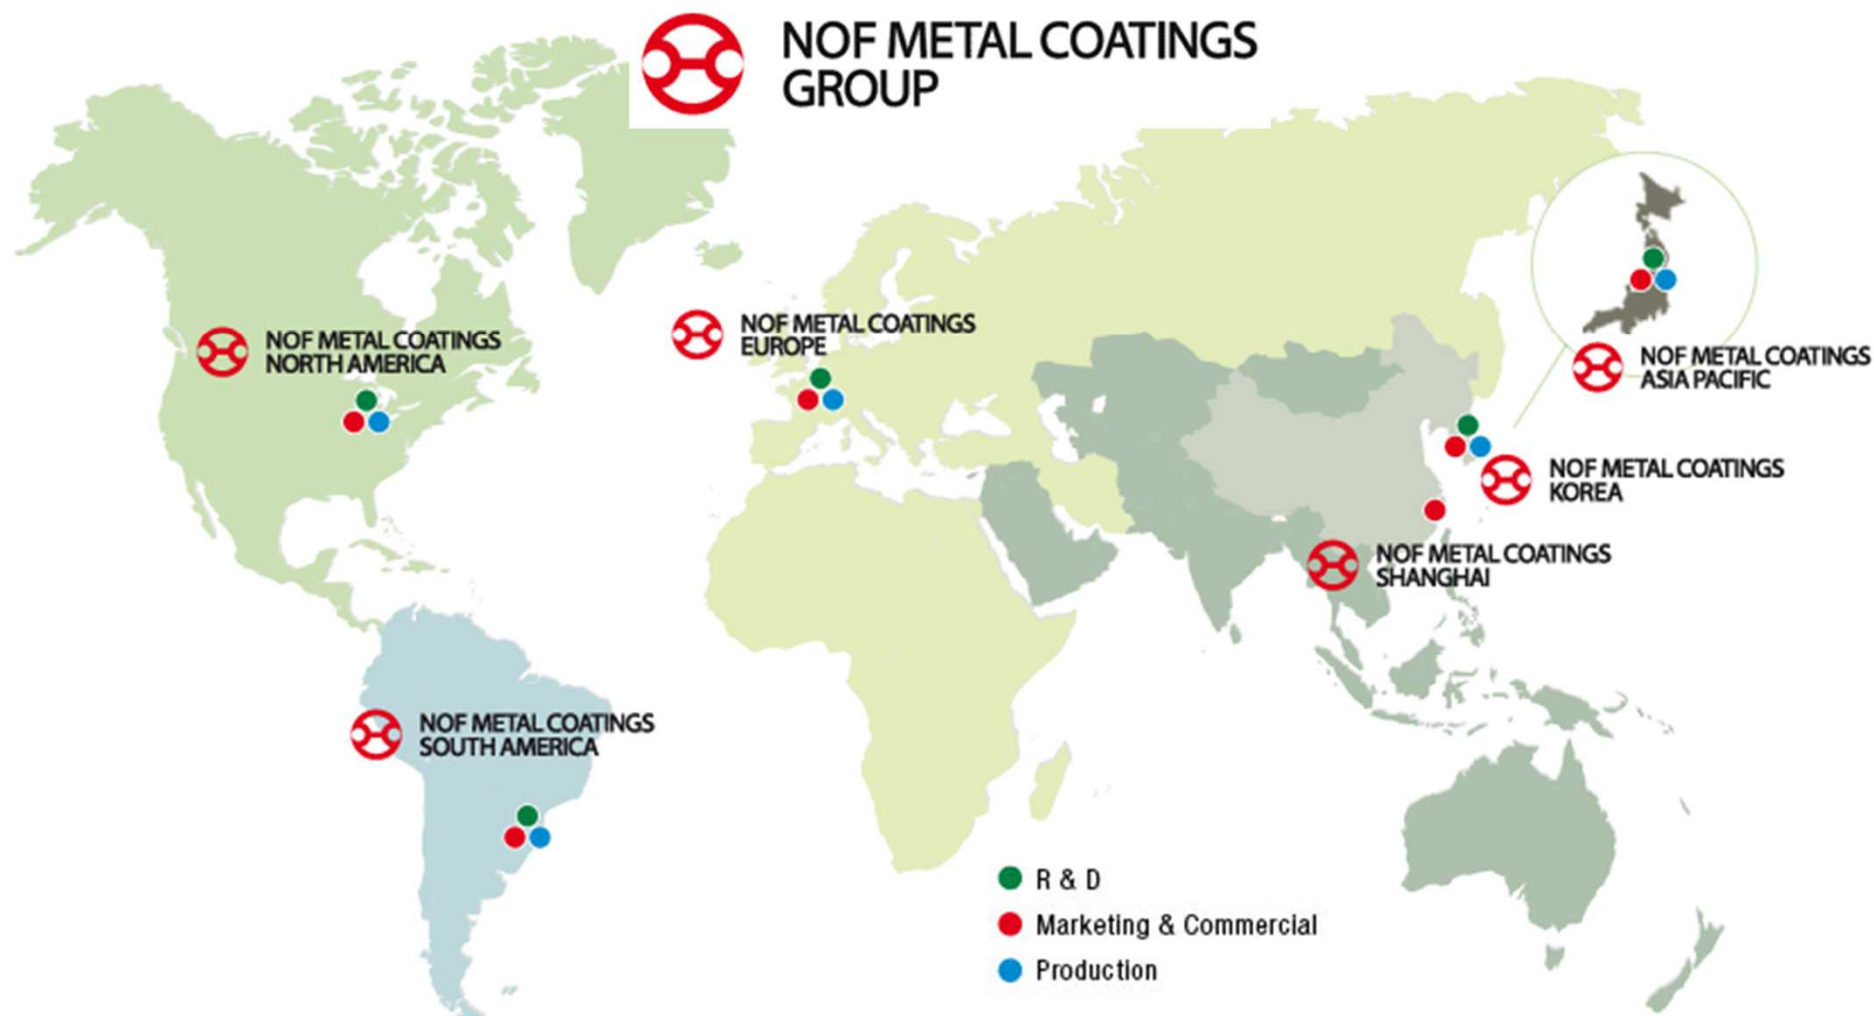 NOF METAL COATINGS
GROUP
NOF METAL COATINGS
NORTH AMERICA
NOF METAL COATINGS
EUROPE
NOF METAL COATINGS
ASIA PACIFIC
NOF METAL COATINGS
KOREA
NOF METAL COATINGS
SHANGHAI
NOF METAL COATINGS
SOUTH AMERICA
R & D
Marketing & Commercial
Production